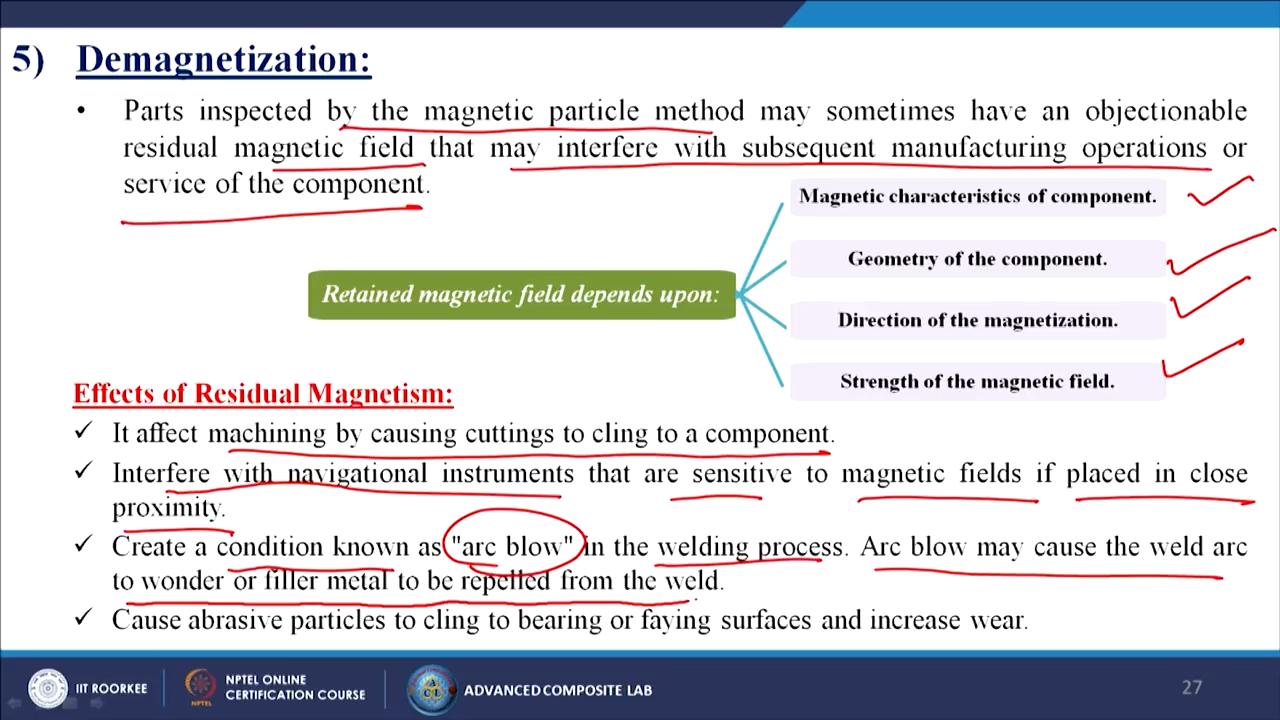 5) Demagnetization:
• Parts inspected by the magnetic particle method may sometimes have an objectionable
residual magnetic field that may interfere with subsequent manufacturing operations or
service of the component.
Retained magnetic field depends upon:
Magnetic characteristics of component.
Geometry of the component.
Direction of the magnetization.
Strength of the magnetic field.
Effects of Residual Magnetism:
✓ It affect machining by causing cuttings to cling to a component.
✓ Interfere with navigational instruments that are sensitive to magnetic fields if placed in close
proximity.
✓ Create a condition known as "arc blow" in the welding process. Arc blow may cause the weld arc
to wonder or filler metal to be repelled from the weld.
✓ Cause abrasive particles to cling to bearing or faying surfaces and increase wear.
IIT ROORKEE
NPTEL ONLINE
CERTIFICATION COURSE
NPTEL
ADVANCED COMPOSITE LAB
27